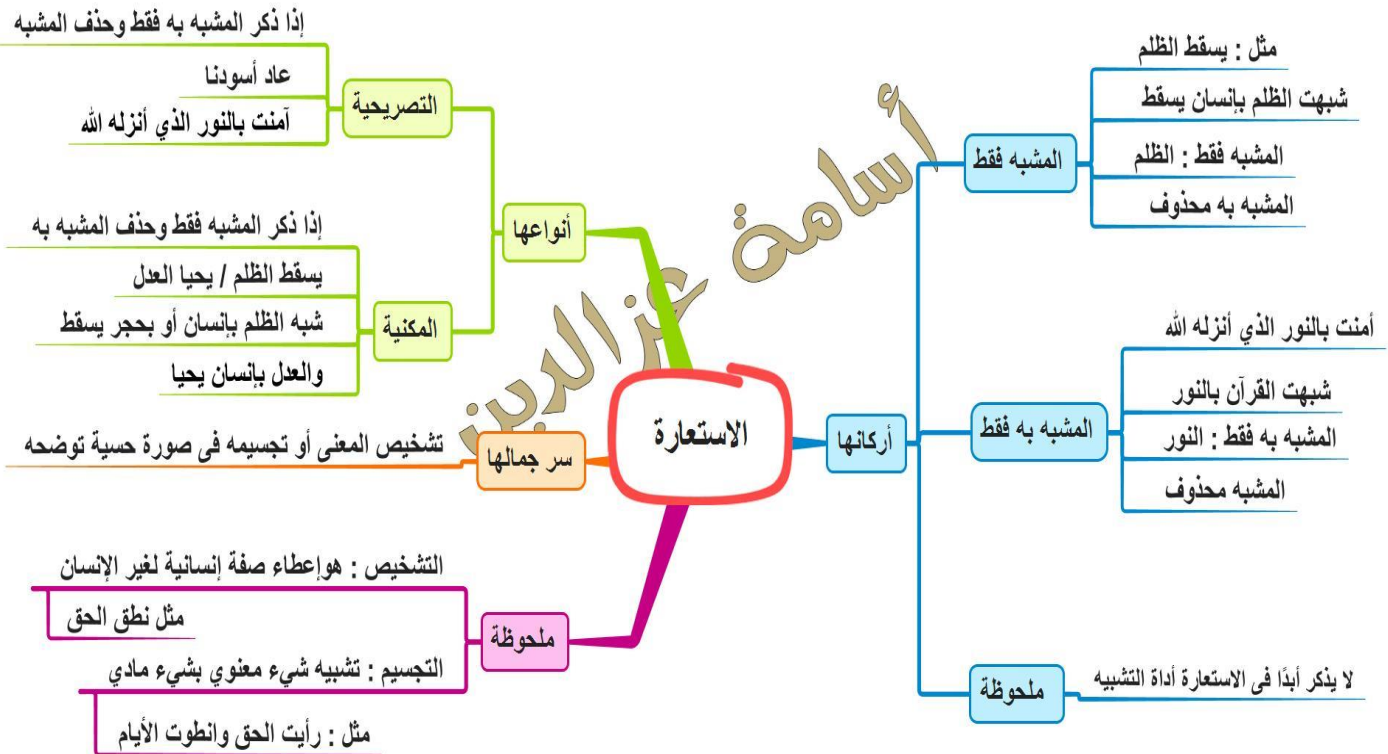 الاستعارة
أركانها
المشبه فقط
مثل : يسقط الظلم
شبهت الظلم بإنسان يسقط
المشبه فقط : الظلم
المشبه به محذوف
المشبه به فقط
أمنت بالنور الذي أنزله الله
شبهت القرآن بالنور
المشبه به فقط : النور
المشبه محذوف
ملحوظة
لا يذكر أبدًا فى الاستعارة أداة التشبيه
أنواعها
التصريحية
إذا ذكر المشبه به فقط وحذف المشبه
عاد أسودنا
آمنت بالنور الذي أنزله الله
المكنية
إذا ذكر المشبه فقط وحذف المشبه به
يسقط الظلم / يحيا العدل
شبه الظلم بإنسان أو بحجر يسقط
والعدل بإنسان يحيا
سر جمالها
تشخيص المعنى أو تجسيمه فى صورة حسية توضحه
ملحوظة
التشخيص : هوإعطاء صفة إنسانية لغير الإنسان
مثل نطق الحق
التجسيم : تشبيه شيء معنوي بشيء مادي
مثل : رأيت الحق وانطوت الأيام
أسامة عزالدين